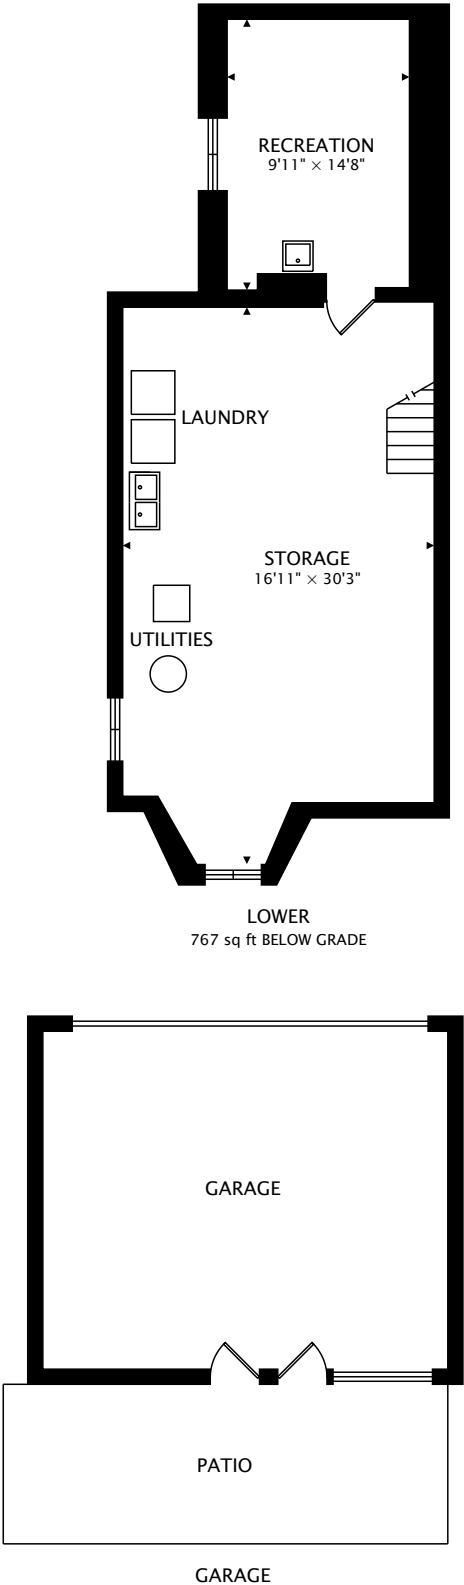 RECREATION
9'11" × 14'8"
LAUNDRY
STORAGE
16'11" × 30'3"
UTILITIES
LOWER
767 sq ft BELOW GRADE
GARAGE
PATIO
GARAGE